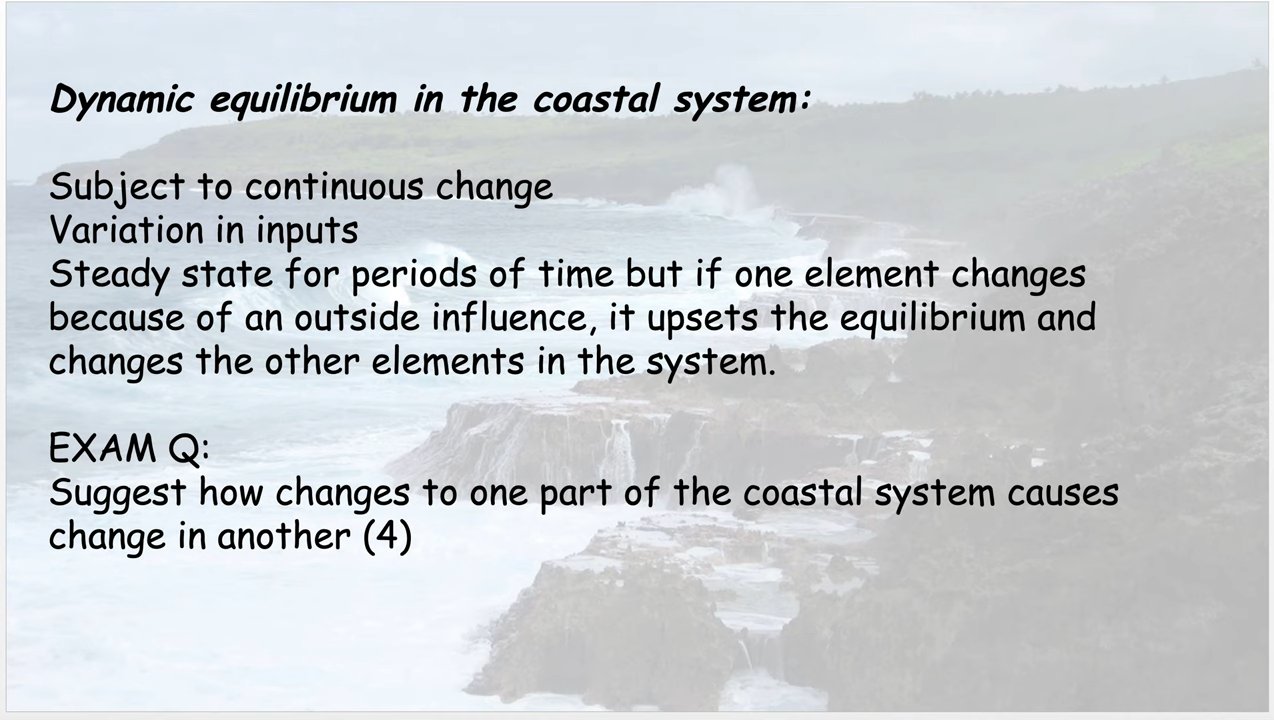 Dynamic equilibrium in the coastal system:
Subject to continuous change
Variation in inputs
Steady state for periods of time but if one element changes
because of an outside influence, it upsets the equilibrium and
changes the other elements in the system.
EXAM Q:
Suggest how changes to one part of the coastal system causes
change in another (4)